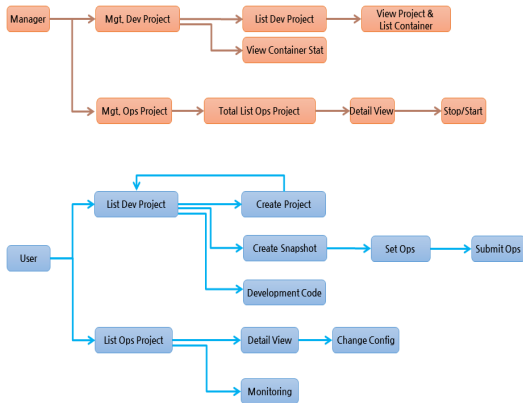 Manager
Mgt. Dev Project
List Dev Project
View Project &
List Container
View Container Stat
Mgt. Ops Project
Total List Ops Project
Detail View
Stop/Start
List Dev Project
Create Project
User
Create Snapshot
Set Ops
Submit Ops
Development Code
List Ops Project
Detail View
Change Config
Monitoring